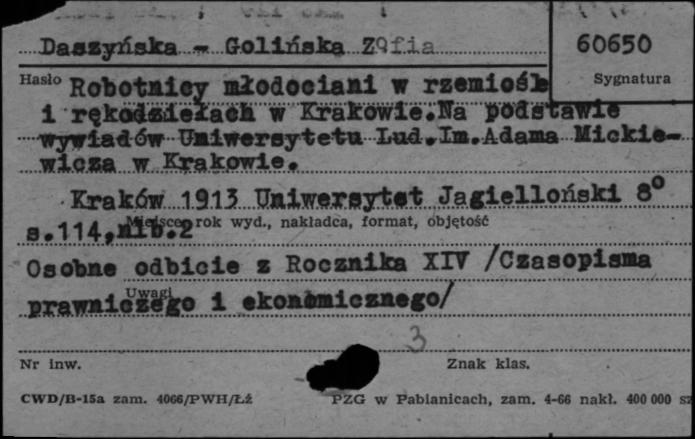 Daszyńska - Golińska Zofia
60650
Hasło
Sygnatura
Robotnicy młodociani w rzemiośle
i rękodziełach w Krakowie.Na podstawie
wywiadów Uniwersytetu Lud.Im.Adama Mickie-
wicza w Krakowie.
Kraków 1913 Uniwersytet Jagielloński 8°
Miejsce, rok wyd., nakładca, format, objętość
s.114,nlb.2
Osobne odbicie z Rocznika XIV /Czasopisma
Uwagi
prawniczego i ekonomicznego/
3
Nr inw.
Znak klas.
CWD/B-15a zam. 4066/PWH/Łź
PZG w Pabianicach, zam. 4-66 nakł. 400 000 sz